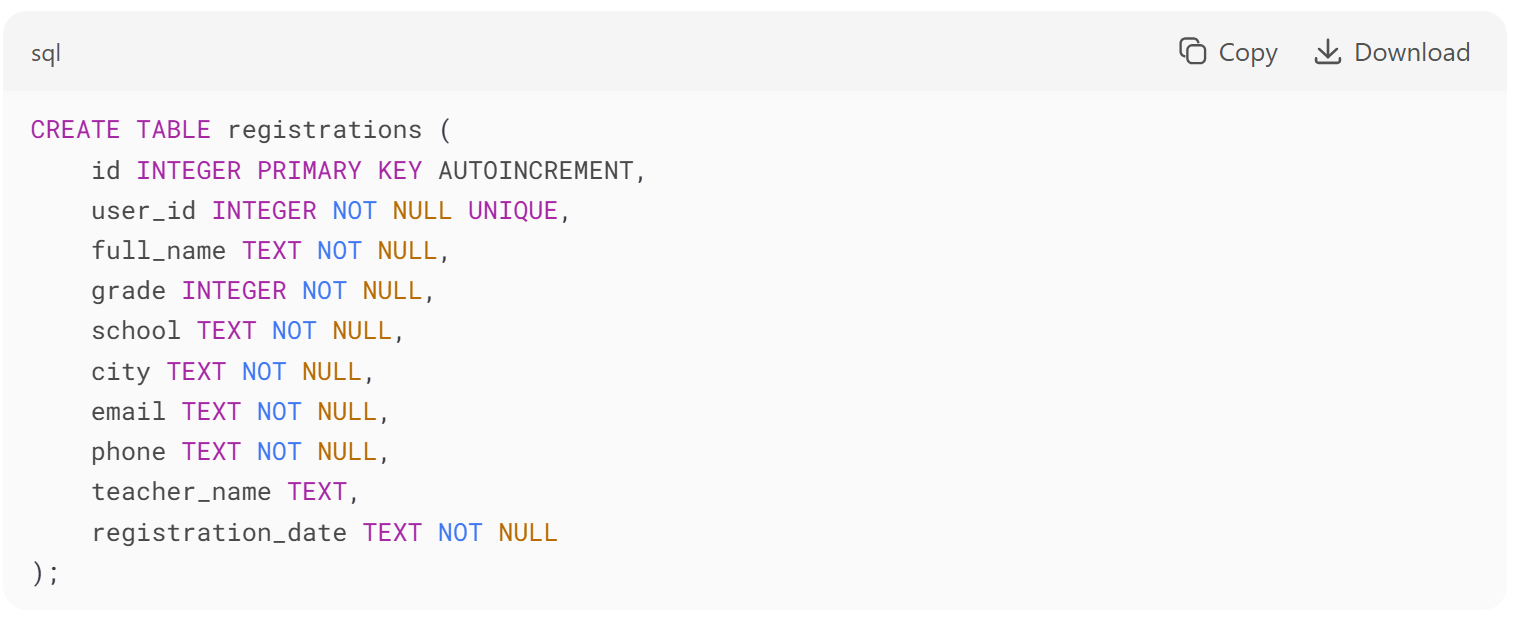 sql
Copy
Download
CREATE TABLE registrations (
    id INTEGER PRIMARY KEY AUTOINCREMENT,
    user_id INTEGER NOT NULL UNIQUE,
    full_name TEXT NOT NULL,
    grade INTEGER NOT NULL,
    school TEXT NOT NULL,
    city TEXT NOT NULL,
    email TEXT NOT NULL,
    phone TEXT NOT NULL,
    teacher_name TEXT,
    registration_date TEXT NOT NULL
);